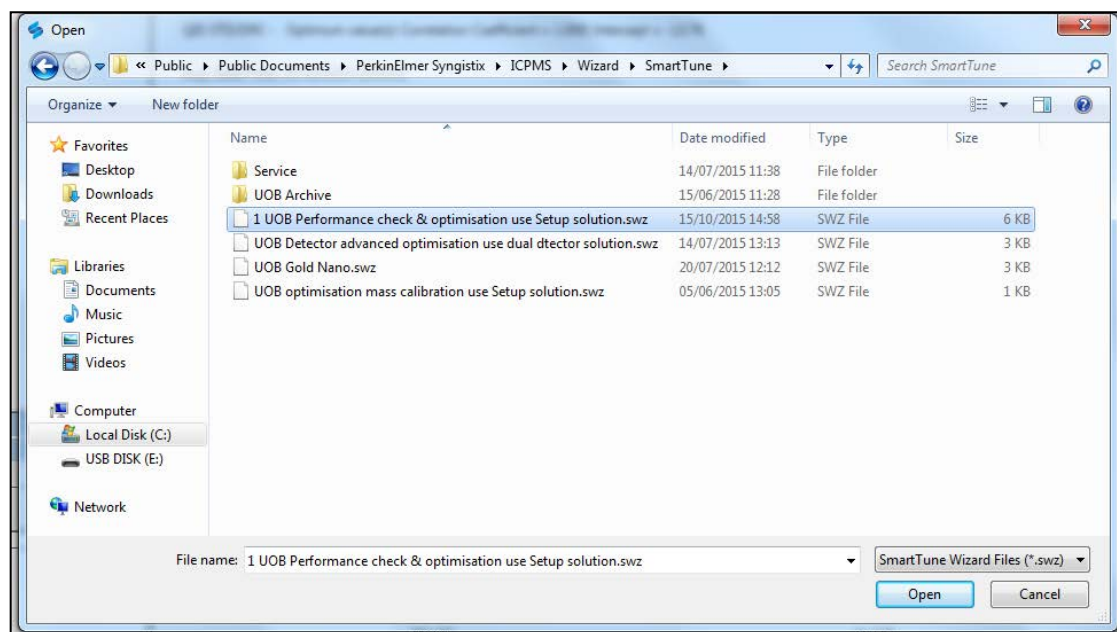 Open
« Public ▸ Public Documents ▸ PerkinElmer Syngistix ▸ ICPMS ▸ Wizard ▸ SmartTune ▸ Search SmartTune
Organize ▾ New folder
Name Date modified Type Size
Favorites
Desktop
Downloads
Recent Places
Libraries
Documents
Music
Pictures
Videos
Computer
Local Disk (C:)
USB DISK (E:)
Network
Service 14/07/2015 11:38 File folder
UOB Archive 15/06/2015 11:28 File folder
1 UOB Performance check & optimisation use Setup solution.swz 15/10/2015 14:58 SWZ File 6 KB
UOB Detector advanced optimisation use dual dtector solution.swz 14/07/2015 13:13 SWZ File 3 KB
UOB Gold Nano.swz 20/07/2015 12:12 SWZ File 3 KB
UOB optimisation mass calibration use Setup solution.swz 05/06/2015 13:05 SWZ File 1 KB
File name: 1 UOB Performance check & optimisation use Setup solution.swz SmartTune Wizard Files (*.swz)
Open Cancel